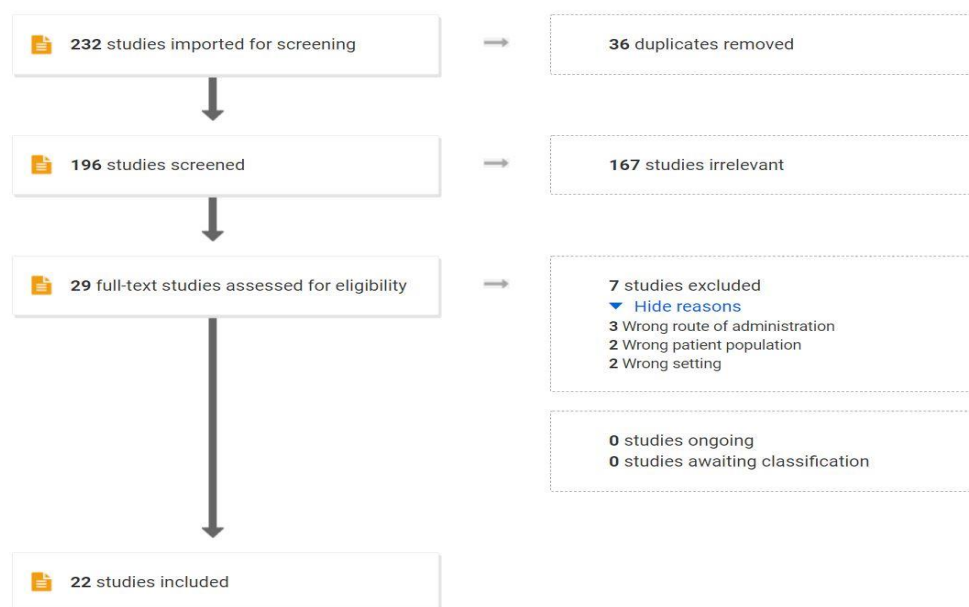 232 studies imported for screening
36 duplicates removed
196 studies screened
167 studies irrelevant
29 full-text studies assessed for eligibility
7 studies excluded
Hide reasons
3 Wrong route of administration
2 Wrong patient population
2 Wrong setting
0 studies ongoing
0 studies awaiting classification
22 studies included